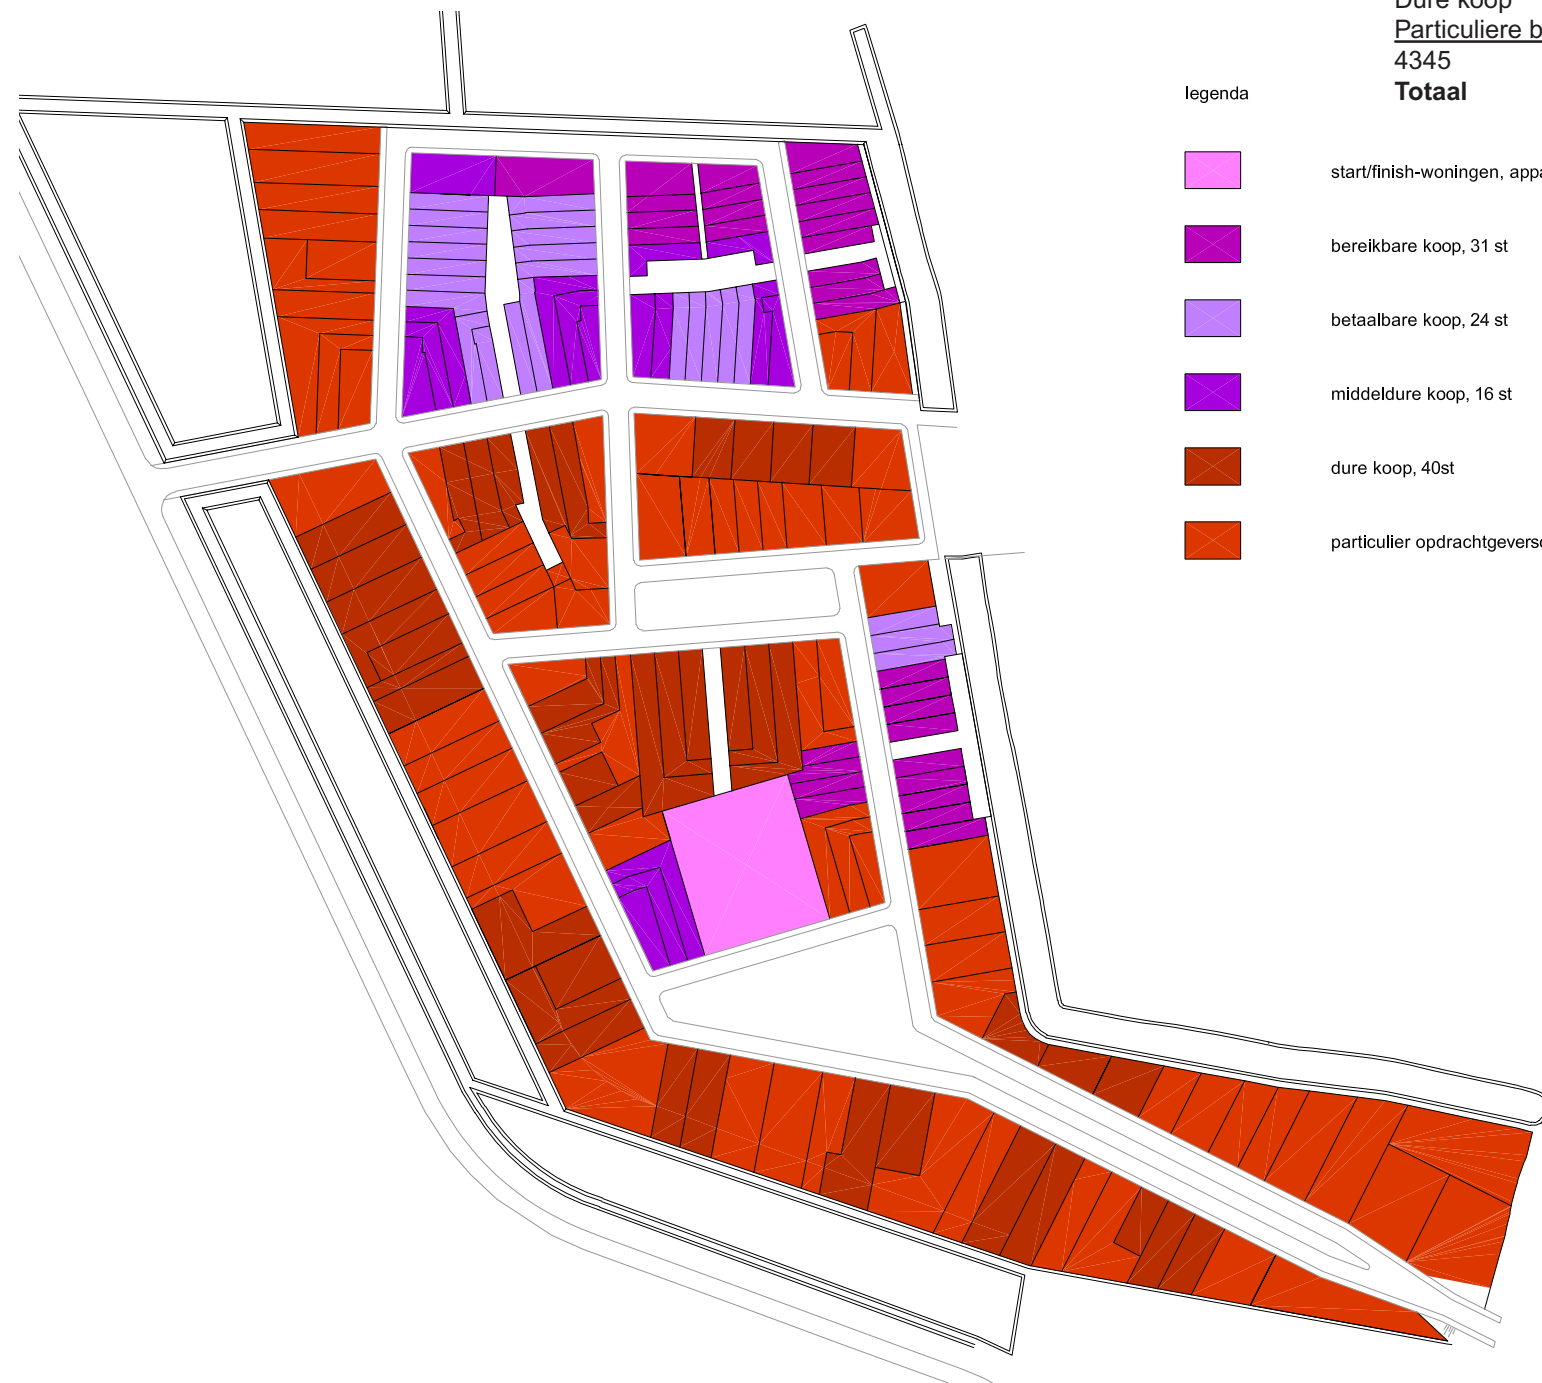 Dure koop
Particuliere b
4345
Totaal
legenda
start/finish-woningen, appa
bereikbare koop, 31 st
betaalbare koop, 24 st
middeldure koop, 16 st
dure koop, 40st
particulier opdrachtgeversc